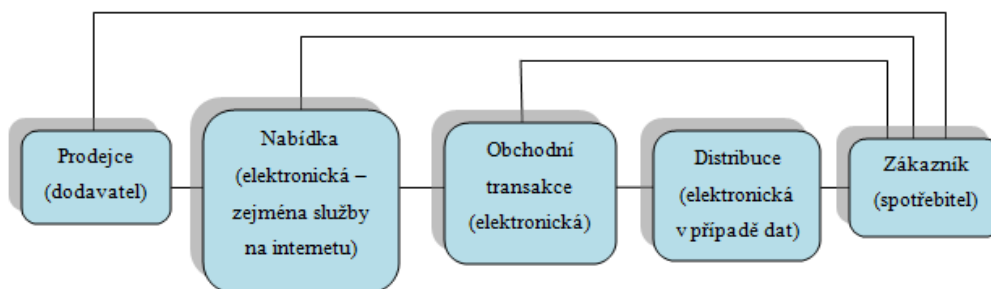 Prodejce
(dodavatel)
Nabídka
(elektronická –
zejména služby
na internetu)
Obchodní
transakce
(elektronická)
Distribuce
(elektronická
v případě dat)
Zákazník
(spotřebitel)